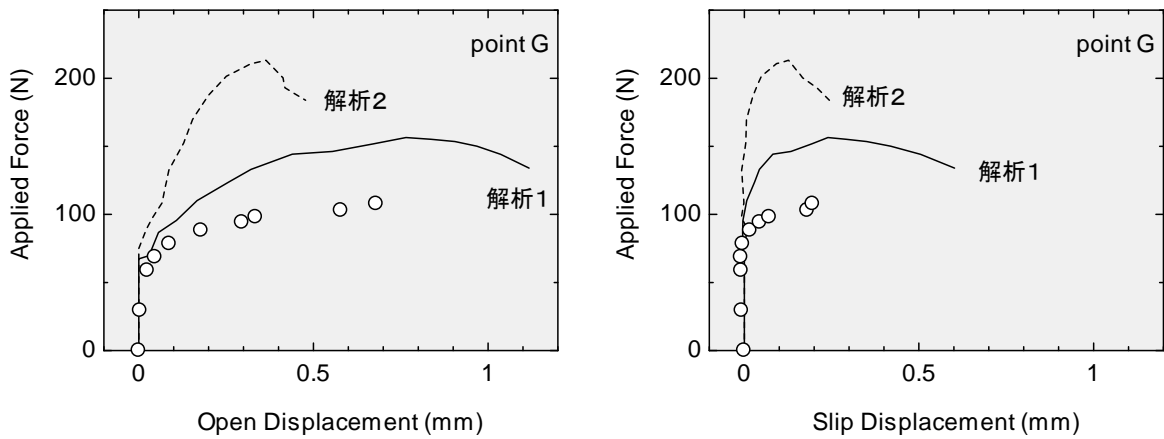 point G
200
解析2
100
解析1
0
0
0.5
1
Applied Force (N)
Open Displacement (mm)
point G
200
解析2
解析1
100
0
0
0.5
1
Applied Force (N)
Slip Displacement (mm)